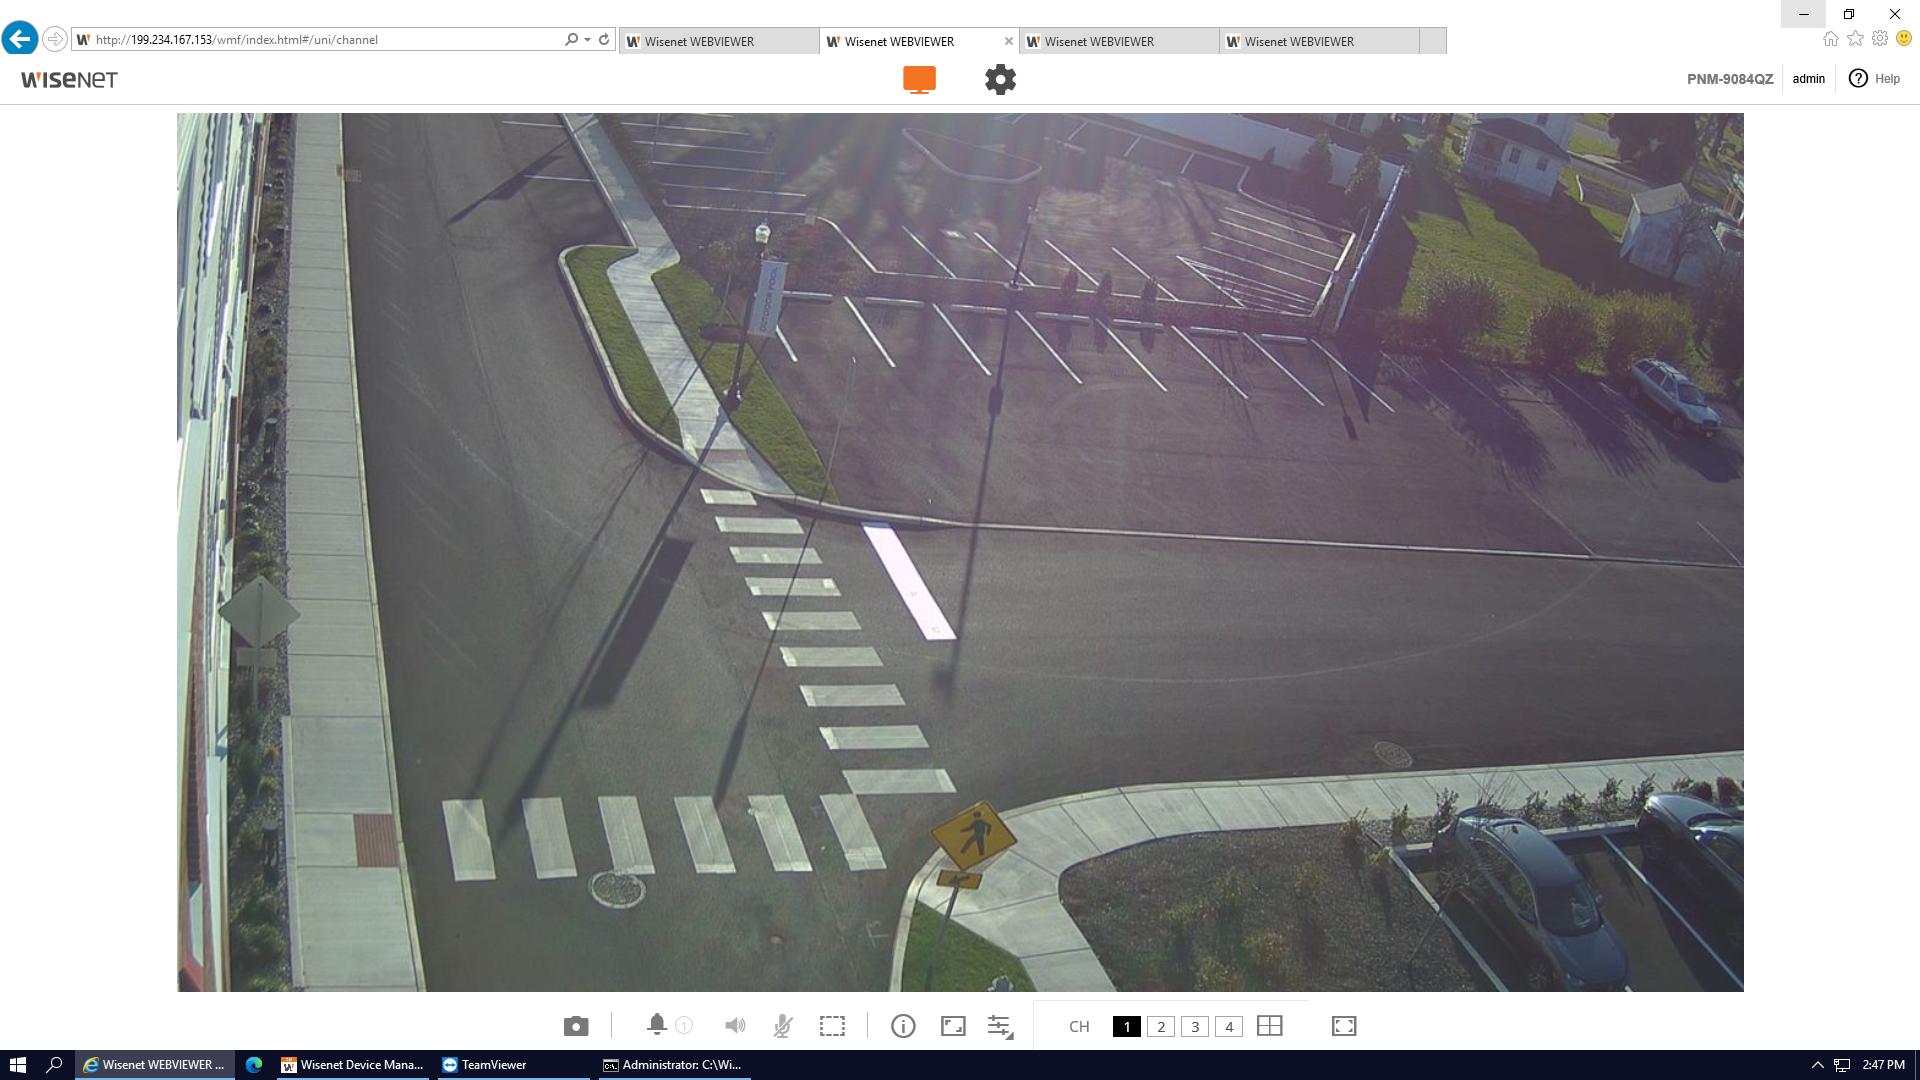 http://199.234.167.153/wmf/index.html#/uni/channel
Wisenet WEBVIEWER
Wisenet WEBVIEWER
Wisenet WEBVIEWER
Wisenet WEBVIEWER
WISENET
PNM-9084QZ
admin
Help
OUTDOOR POOL
1
CH
1
2
3
4
Wisenet WEBVIEWER ...
Wisenet Device Mana...
TeamViewer
Administrator: C:\Wi...
2:47 PM